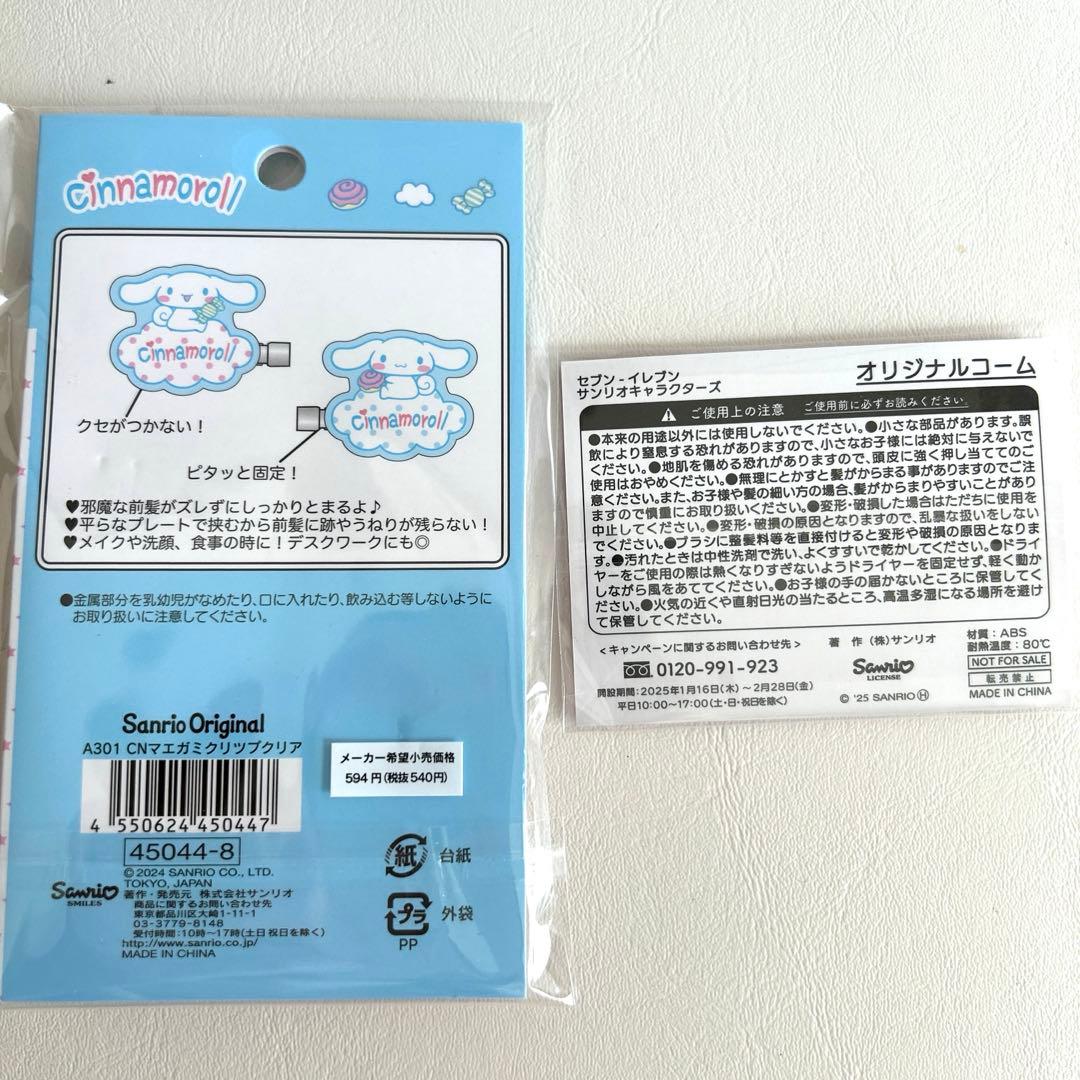 Cinnamoroll
Cinnamoroll
Cinnamoroll
クセがつかない！
ピタッと固定！
♥邪魔な前髪がズレずにしっかりとまるよ♪
♥平らなプレートで挟むから前髪に跡やうねりが残らない！
♥メイクや洗顔、食事の時に！デスクワークにも◎
●金属部分を乳幼児がなめたり、口に入れたり、飲み込む等しないように
お取り扱いに注意してください。
Sanrio Original
A301 CNマエガミクリツプクリア
4 550624 450447
メーカー希望小売価格
594円(税抜540円)
45044-8
©2024 SANRIO CO., LTD.
TOKYO, JAPAN
Sanrio
SMILES
著作・発売元 株式会社サンリオ
商品に関するお問い合わせ先
東京都品川区大崎1-11-1
03-3779-8148
受付時間:10時～17時(土日祝日を除く)
http://www.sanrio.co.jp/
MADE IN CHINA
紙 台紙
プラ 外袋
PP
セブン-イレブン
サンリオキャラクターズ
オリジナルコーム
ご使用上の注意 ご使用前に必ずお読みください。
●本来の用途以外には使用しないでください。●小さな部品があります。誤
飲により窒息する恐れがありますので、小さなお子様には絶対に与えないで
ください。●地肌を傷める恐れがありますので、頭皮に強く押し当ててのご
使用はおやめください。●無理にとかすと髪がからまる事がありますのでご注
意ください。また、お子様や髪の細い方の場合、髪がからまりやすいことがあり
ますので慎重にお取り扱いください。●変形・破損した場合はただちに使用を
中止してください。●変形・破損の原因となりますので、乱暴な扱いをしない
でください。●ブラシに整髪料等を直接付けると変形や破損の原因となりま
す。●汚れたときは中性洗剤で洗い、よくすすいで乾かしてください。●ドライ
ヤーをご使用の際は熱くなりすぎないようドライヤーを固定せず、軽く動か
しながら風をあててください。●お子様の手の届かないところに保管してく
ださい。●火気の近くや直射日光の当たるところ、高温多湿になる場所を避け
て保管してください。
<キャンペーンに関するお問い合わせ先>
0120-991-923
開設期間:2025年1月16日(木)～2月28日(金)
平日10:00～17:00(土・日・祝日を除く)
著 作 (株)サンリオ
Sanrio
LICENSE
© '25 SANRIO Ⓗ
材質:ABS
耐熱温度:80℃
NOT FOR SALE
転売禁止
MADE IN CHINA